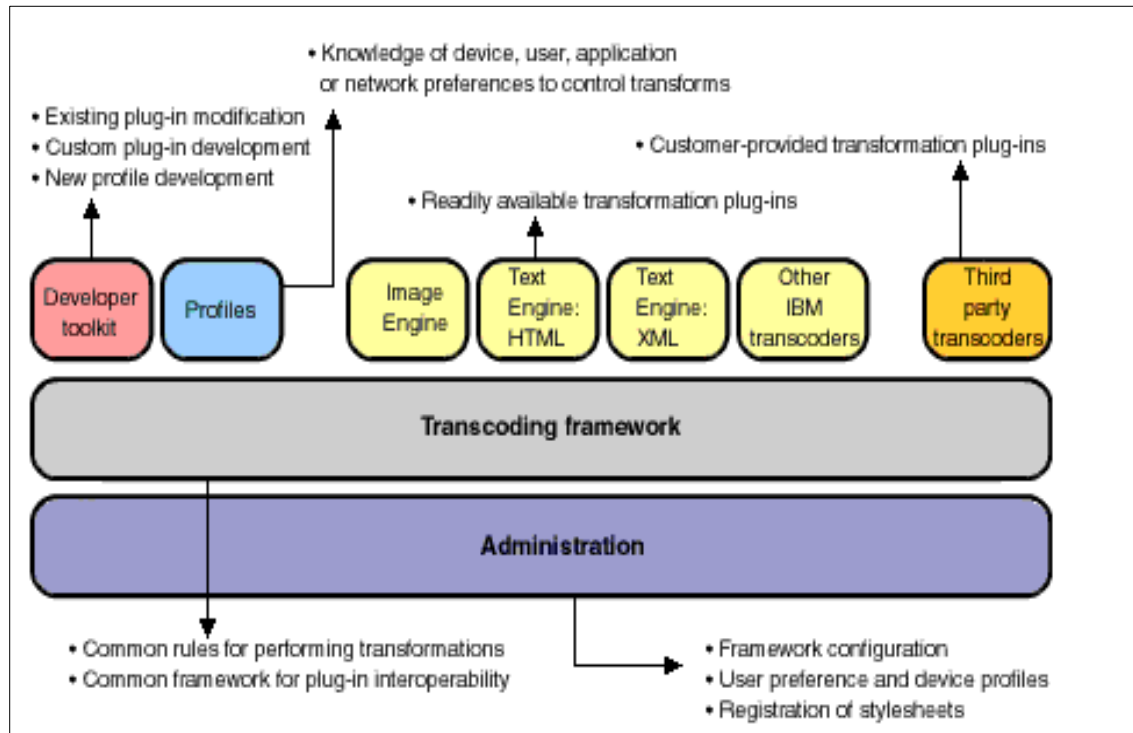 • Knowledge of device, user, application
or network preferences to control transforms
• Existing plug-in modification
• Custom plug-in development
• New profile development
• Customer-provided transformation plug-ins
• Readily available transformation plug-ins
Developer
toolkit
Profiles
Image
Engine
Text
Engine:
HTML
Text
Engine:
XML
Other
IBM
transcoders
Third
party
transcoders
Transcoding framework
Administration
• Common rules for performing transformations
• Common framework for plug-in interoperability
• Framework configuration
• User preference and device profiles
• Registration of stylesheets